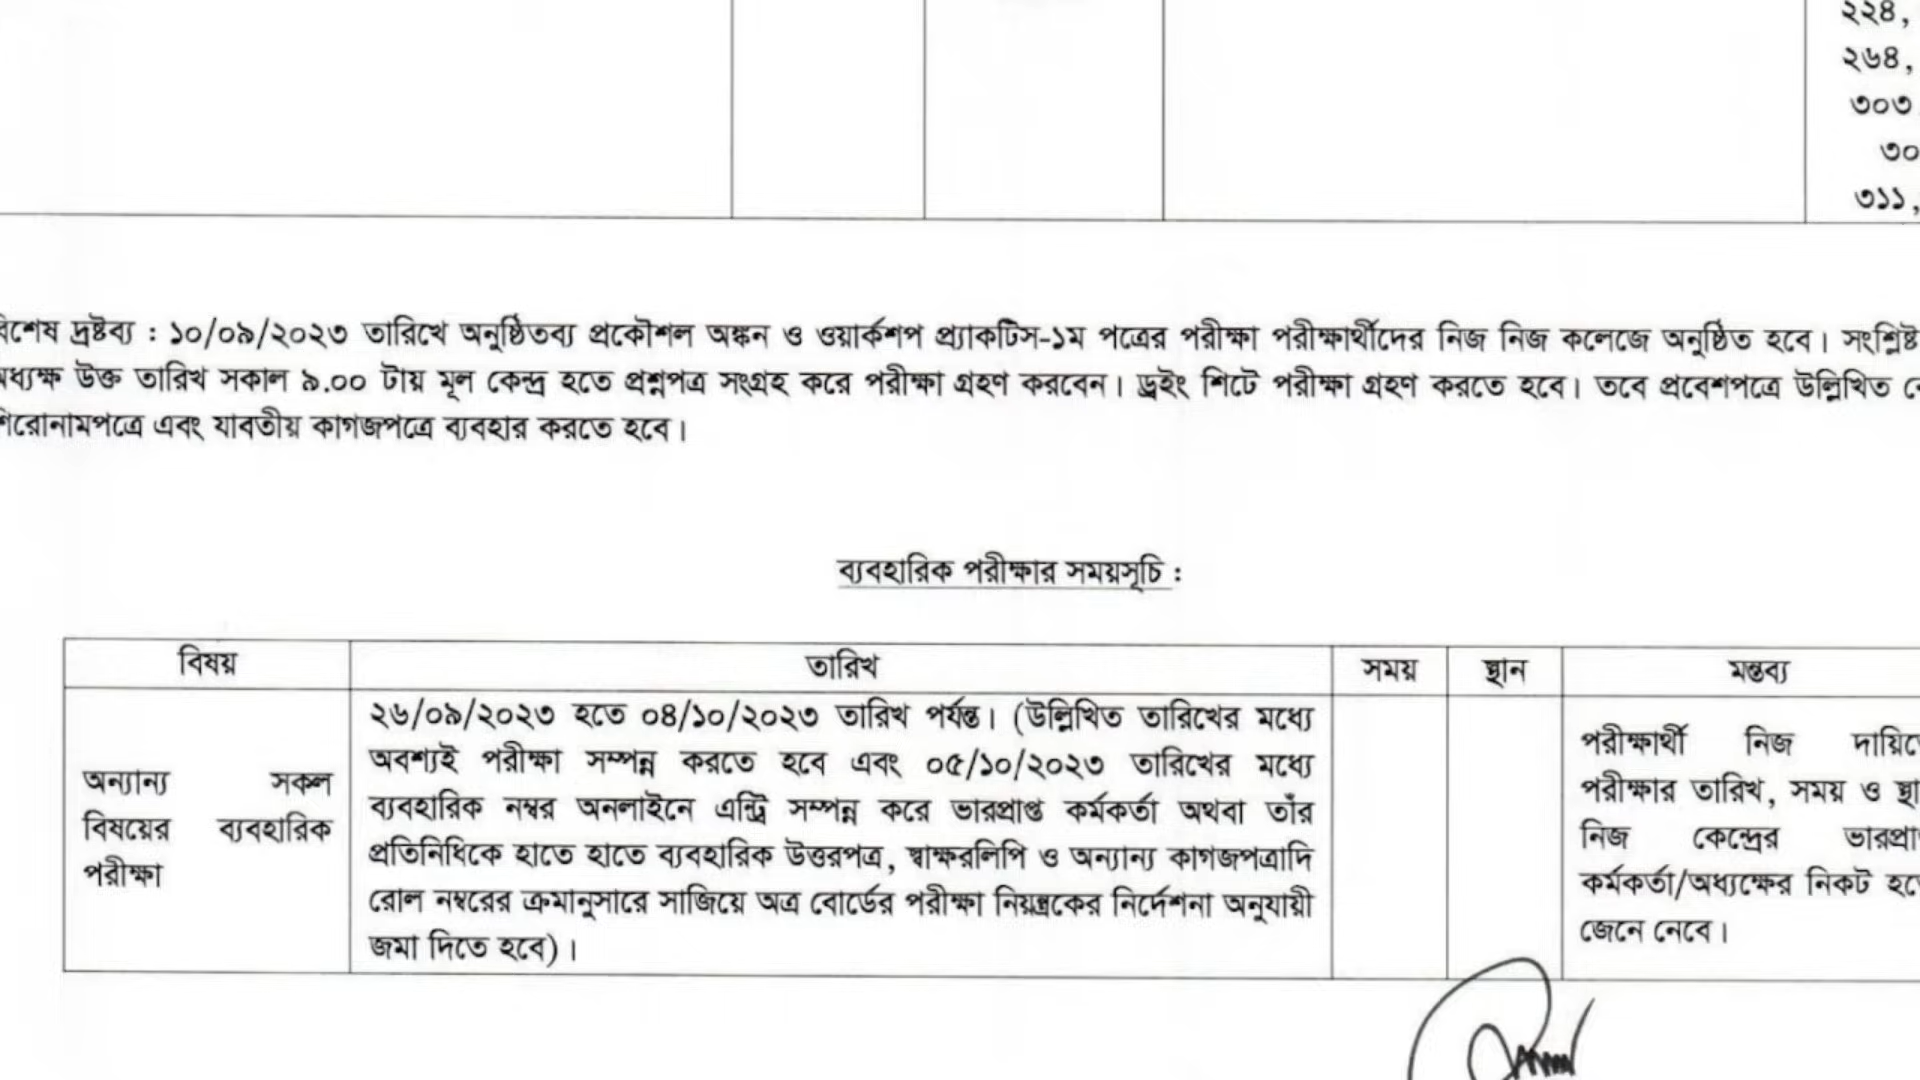 ২২৪,
২৬৪,
৩০৩
৩০
৩১১,
বিশেষ দ্রষ্টব্য : ১০/০৯/২০২৩ তারিখে অনুষ্ঠিতব্য প্রকৌশল অঙ্কন ও ওয়ার্কশপ প্র্যাকটিস-১ম পত্রের পরীক্ষা পরীক্ষার্থীদের নিজ নিজ কলেজে অনুষ্ঠিত হবে। সংশ্লিষ্ট
অধ্যক্ষ উক্ত তারিখ সকাল ৯.০০ টায় মূল কেন্দ্র হতে প্রশ্নপত্র সংগ্রহ করে পরীক্ষা গ্রহণ করবেন। ড্রইং শিটে পরীক্ষা গ্রহণ করতে হবে। তবে প্রবেশপত্রে উল্লিখিত
শিরোনামপত্রে এবং যাবতীয় কাগজপত্রে ব্যবহার করতে হবে।
ব্যবহারিক পরীক্ষার সময়সূচি :
বিষয় তারিখ সময় স্থান মন্তব্য
অন্যান্য সকল
বিষয়ের ব্যবহারিক
পরীক্ষা
২৬/০৯/২০২৩ হতে ০৪/১০/২০২৩ তারিখ পর্যন্ত। (উল্লিখিত তারিখের মধ্যে
অবশ্যই পরীক্ষা সম্পন্ন করতে হবে এবং ০৫/১০/২০২৩ তারিখের মধ্যে
ব্যবহারিক নম্বর অনলাইনে এন্ট্রি সম্পন্ন করে ভারপ্রাপ্ত কর্মকর্তা অথবা তাঁর
প্রতিনিধিকে হাতে হাতে ব্যবহারিক উত্তরপত্র, স্বাক্ষরলিপি ও অন্যান্য কাগজপত্রাদি
রোল নম্বরের ক্রমানুসারে সাজিয়ে অত্র বোর্ডের পরীক্ষা নিয়ন্ত্রকের নির্দেশনা অনুযায়ী
জমা দিতে হবে)।
পরীক্ষার্থী নিজ দায়িত্বে
পরীক্ষার তারিখ, সময় ও স্থা
নিজ কেন্দ্রের ভারপ্রা
কর্মকর্তা/অধ্যক্ষের নিকট হতে
জেনে নেবে।